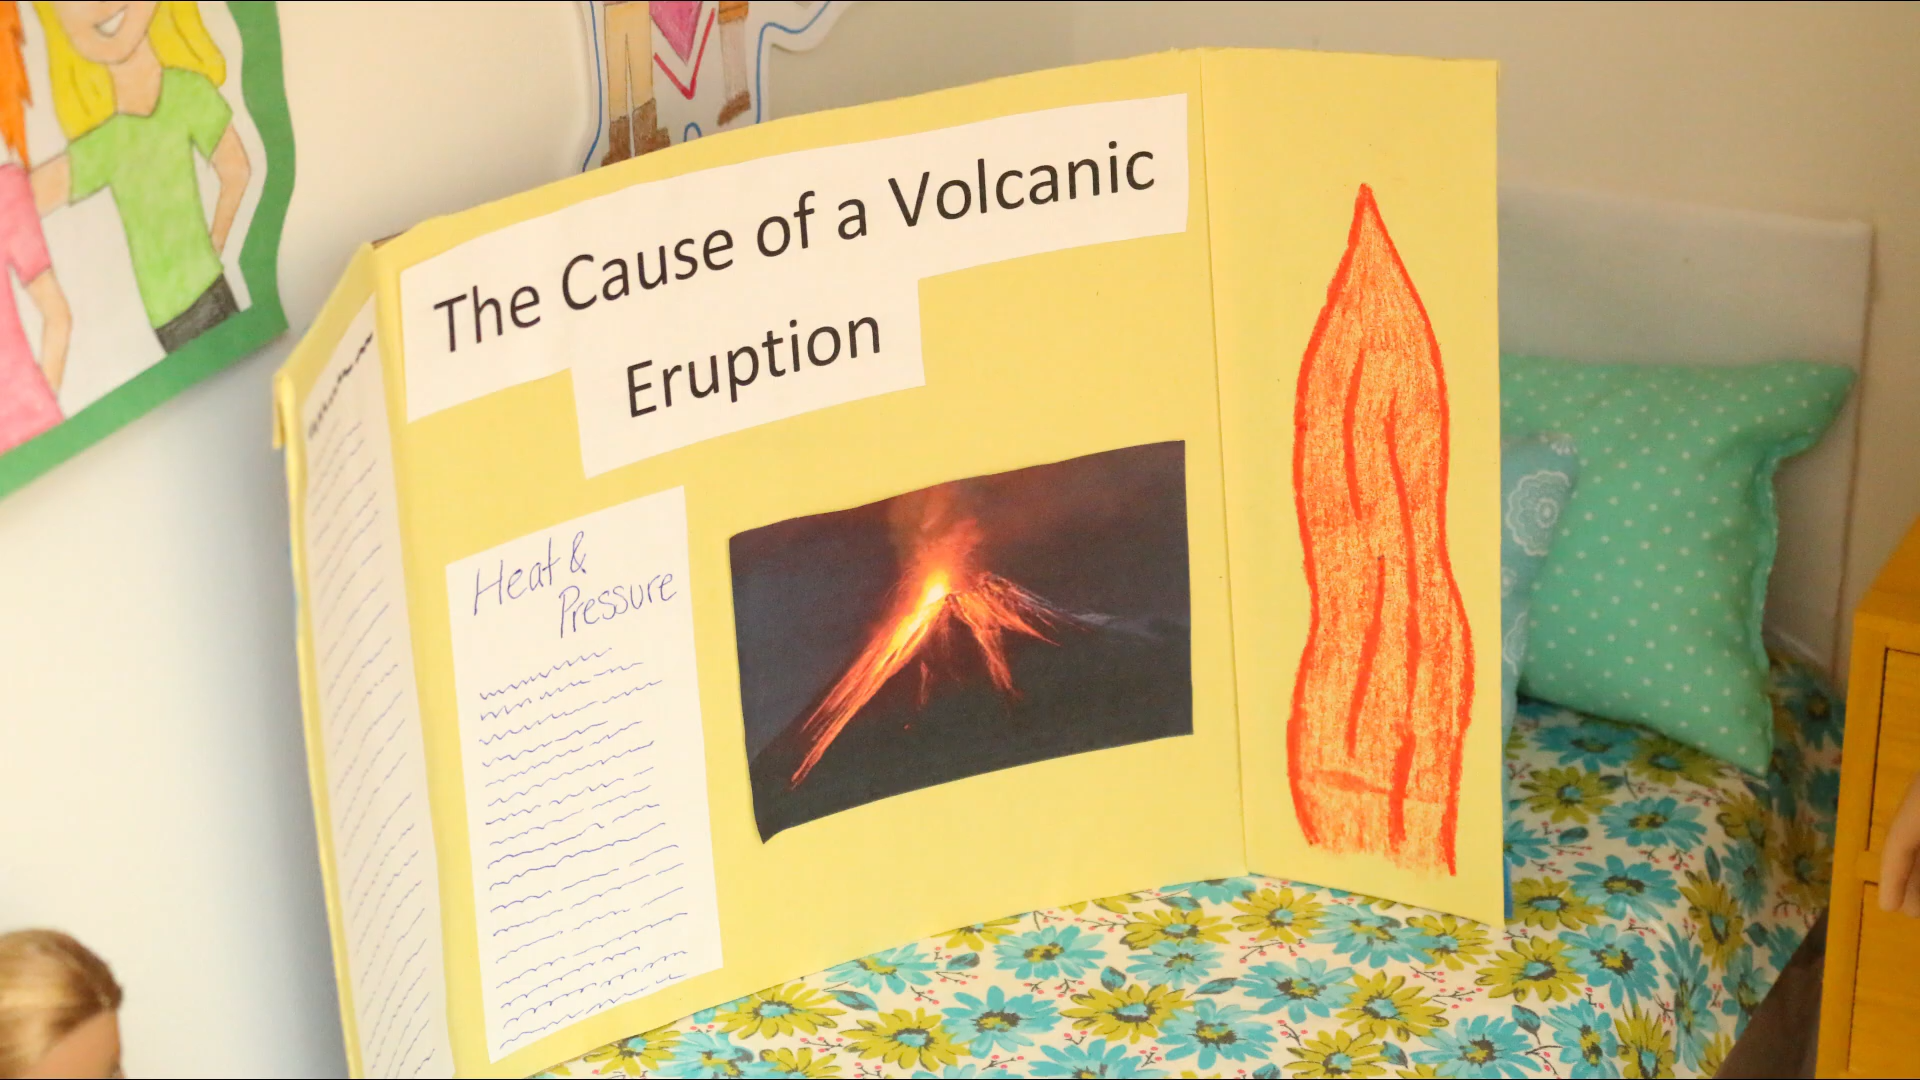 The Cause of a Volcanic
Eruption
Heat &
Pressure